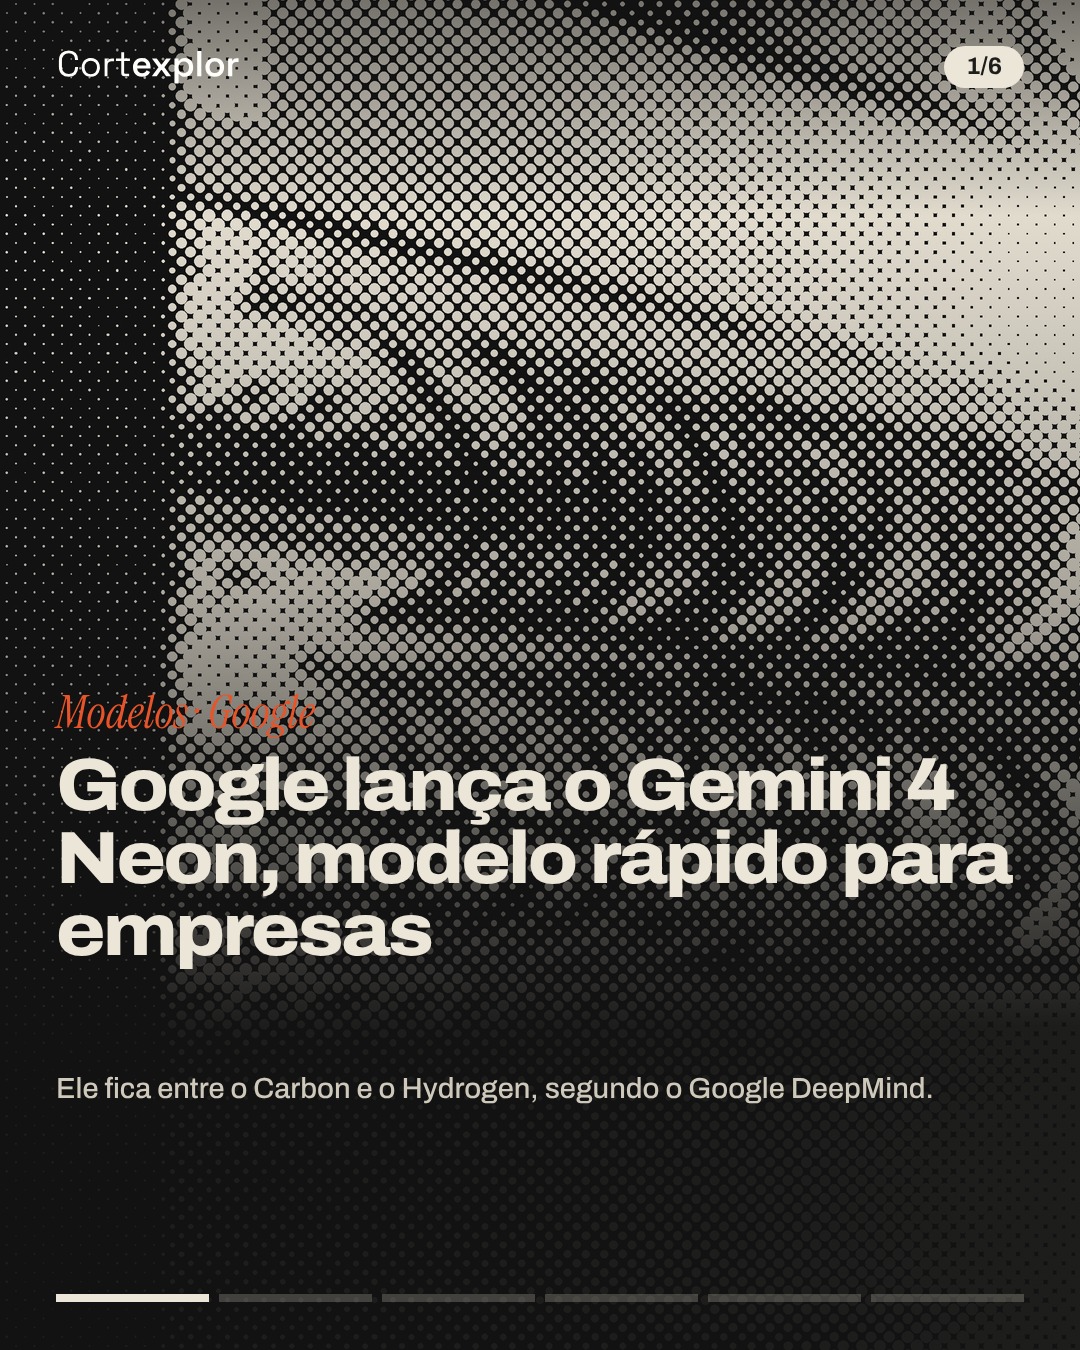 Cortexplor
1/6
Modelos · Google
Google lança o Gemini 4
Neon, modelo rápido para
empresas
Ele fica entre o Carbon e o Hydrogen, segundo o Google DeepMind.